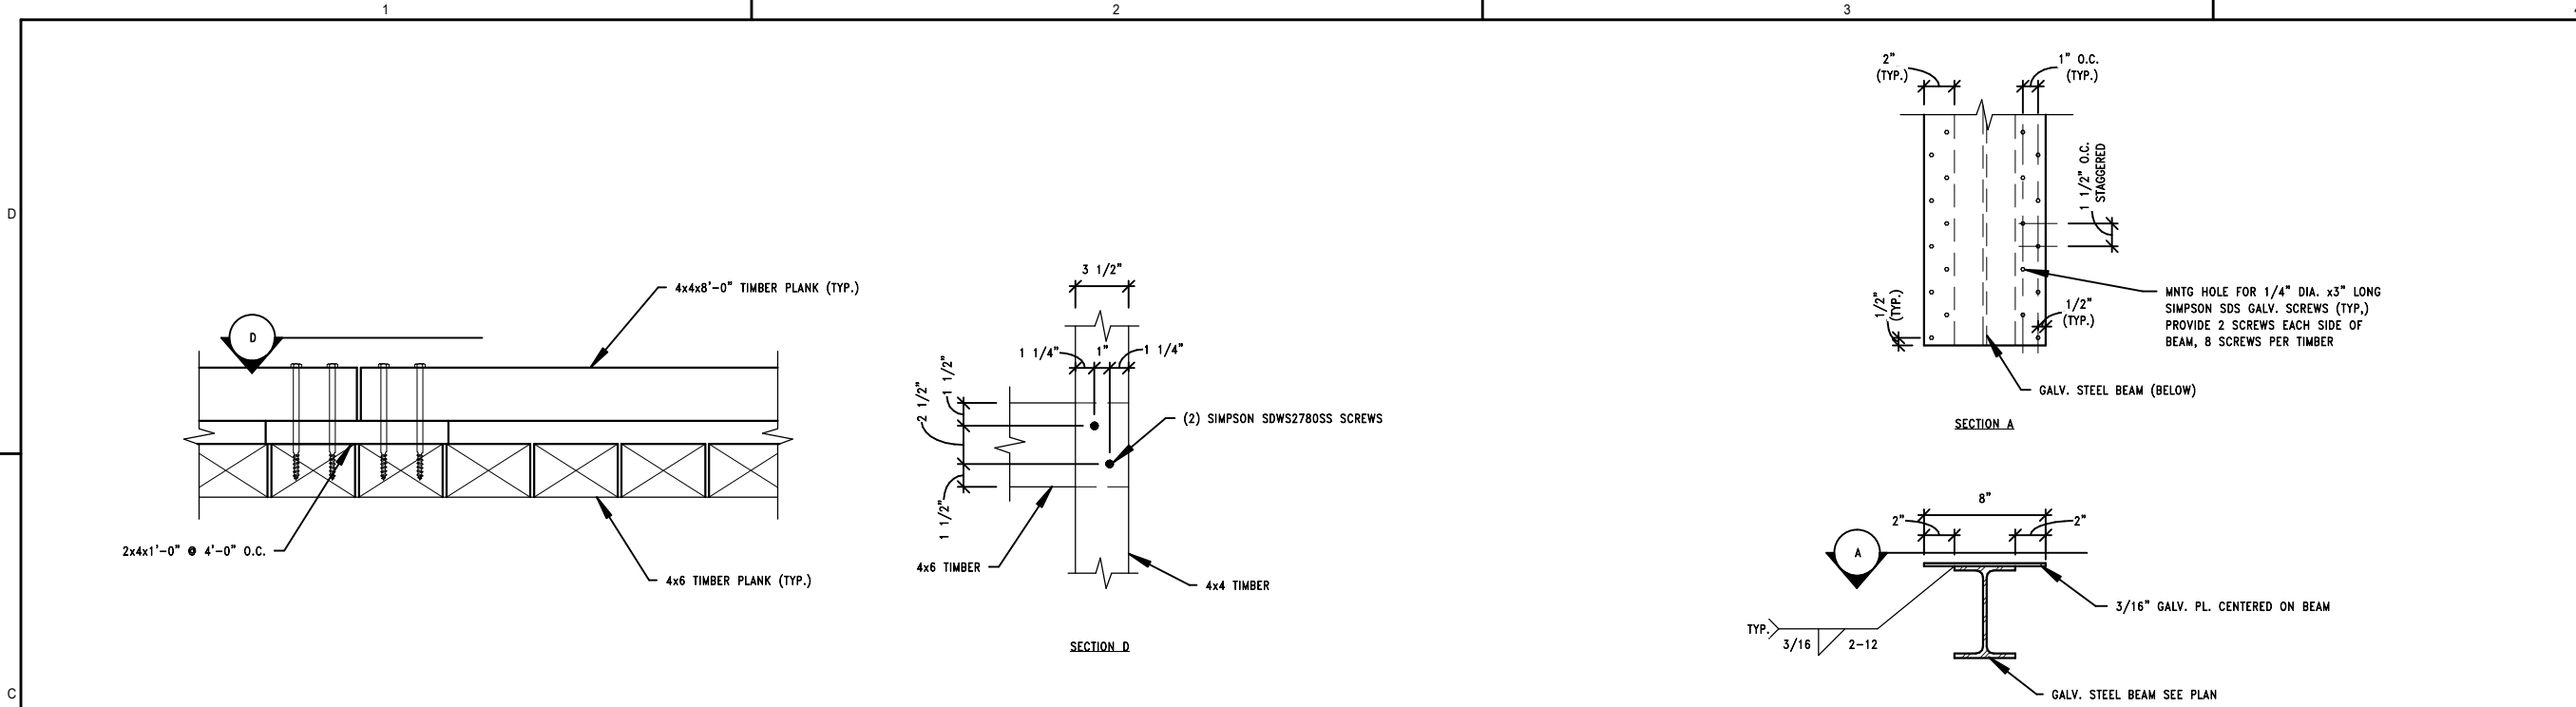 1
2
3
D
C
4x4x8'-0" TIMBER PLANK (TYP.)
D
2x4x1'-0" @ 4'-0" O.C.
4x6 TIMBER PLANK (TYP.)
3 1/2"
1 1/4"
1"
1 1/4"
1 1/2"
2 1/2"
1 1/2"
(2) SIMPSON SDWS2780SS SCREWS
4x6 TIMBER
4x4 TIMBER
SECTION D
2"
(TYP.)
1" O.C.
(TYP.)
1 1/2" O.C.
STAGGERED
1/2"
(TYP.)
1/2"
(TYP.)
MNTG HOLE FOR 1/4" DIA. x3" LONG
SIMPSON SDS GALV. SCREWS (TYP,)
PROVIDE 2 SCREWS EACH SIDE OF
BEAM, 8 SCREWS PER TIMBER
GALV. STEEL BEAM (BELOW)
SECTION A
8"
2"
2"
A
3/16" GALV. PL. CENTERED ON BEAM
TYP.
3/16
2-12
GALV. STEEL BEAM SEE PLAN